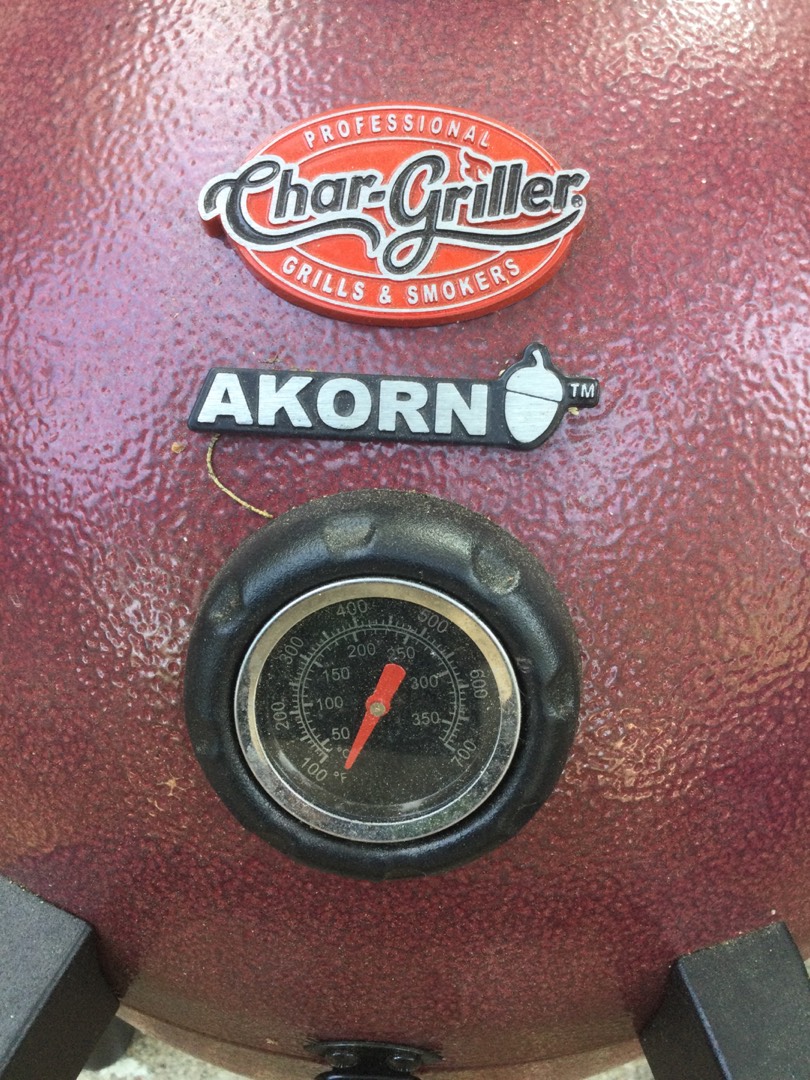 PROFESSIONAL
Char-Griller®
GRILLS & SMOKERS
AKORN™
400
500
300
600
200
700
100 °F
200
250
150
300
100
350
50
°C